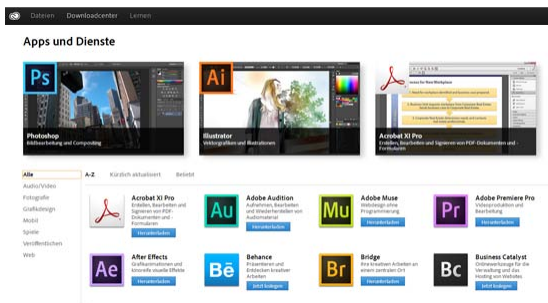 Dateien Downloadcenter Lernen
Apps und Dienste
Ps
Photoshop
Bildbearbeitung und Compositing
Ai
Illustrator
Vektorgrafiken und Illustrationen
Acrobat XI Pro
Erstellen, Bearbeiten und Signieren von PDF-Dokumenten und -
Formularen
Alle
Audio/Video
Fotografie
Grafikdesign
Mobil
Spiele
Veröffentlichen
Web
A-Z Kürzlich aktualisiert Beliebt
Acrobat XI Pro
Erstellen, Bearbeiten und
Signieren von PDF-
Dokumenten und -
Formularen
Herunterladen
Au
Adobe Audition
Aufnehmen, Bearbeiten
und Wiederherstellen von
Audiomaterial
Herunterladen
Mu
Adobe Muse
Webdesign ohne
Programmierung
Herunterladen
Pr
Adobe Premiere Pro
Videoproduktion und
Bearbeitung
Herunterladen
Ae
After Effects
Grafikanimationen und
kinoreife visuelle Effekte
Herunterladen
Bē
Behance
Präsentieren und
Entdecken kreativer
Arbeiten
Jetzt loslegen
Br
Bridge
Ihre kreativen Arbeiten an
einem zentralen Ort
Herunterladen
Bc
Business Catalyst
Onlinewerkzeuge für die
Verwaltung und das
Hosting von Websites
Jetzt loslegen